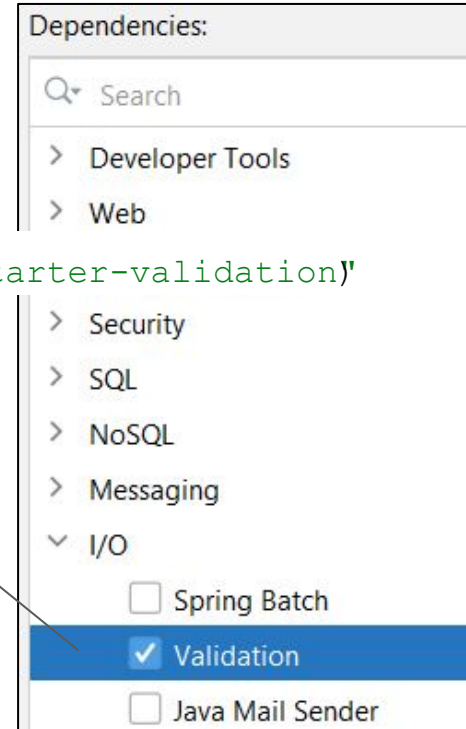 Dependencies:
Search
Developer Tools
Web
arter-validation)"
Security
SQL
NoSQL
Messaging
I/O
Spring Batch
Validation
Java Mail Sender